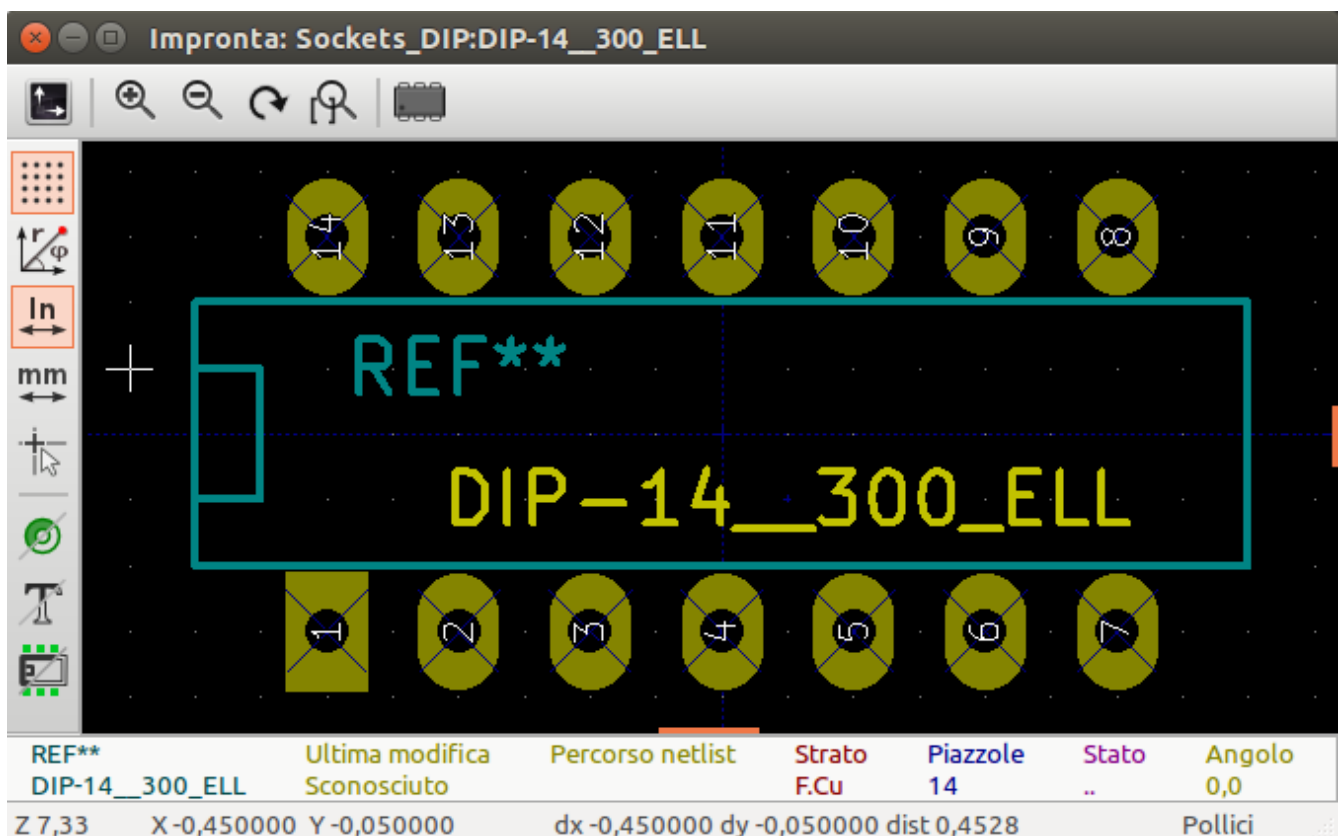 Impronta: Sockets_DIP:DIP-14__300_ELL
r
φ
In
mm
14 13 12 11 10 9 8
REF**
DIP-14__300_ELL
1 2 3 4 5 6 7
T
REF** Ultima modifica Percorso netlist Strato Piazzole Stato Angolo
DIP-14__300_ELL Sconosciuto F.Cu 14 .. 0,0
Z 7,33 X -0,450000 Y -0,050000 dx -0,450000 dy -0,050000 dist 0,4528 Pollici